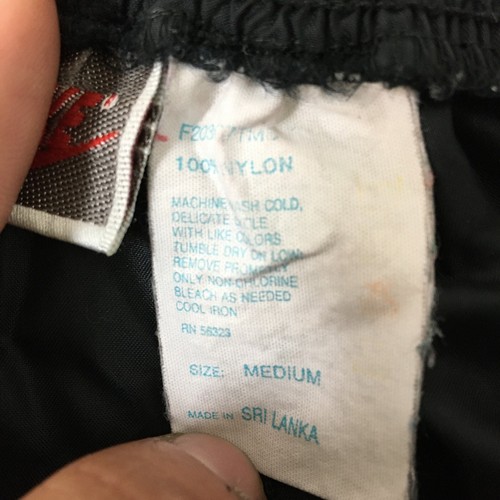 100% NYLON
MACHINE WASH COLD,
DELICATE CYCLE
WITH LIKE COLORS
TUMBLE DRY ON LOW
REMOVE PROMPTLY
ONLY NON-CHLORINE
BLEACH AS NEEDED
COOL IRON
RN 56323
SIZE: MEDIUM
MADE IN SRI LANKA